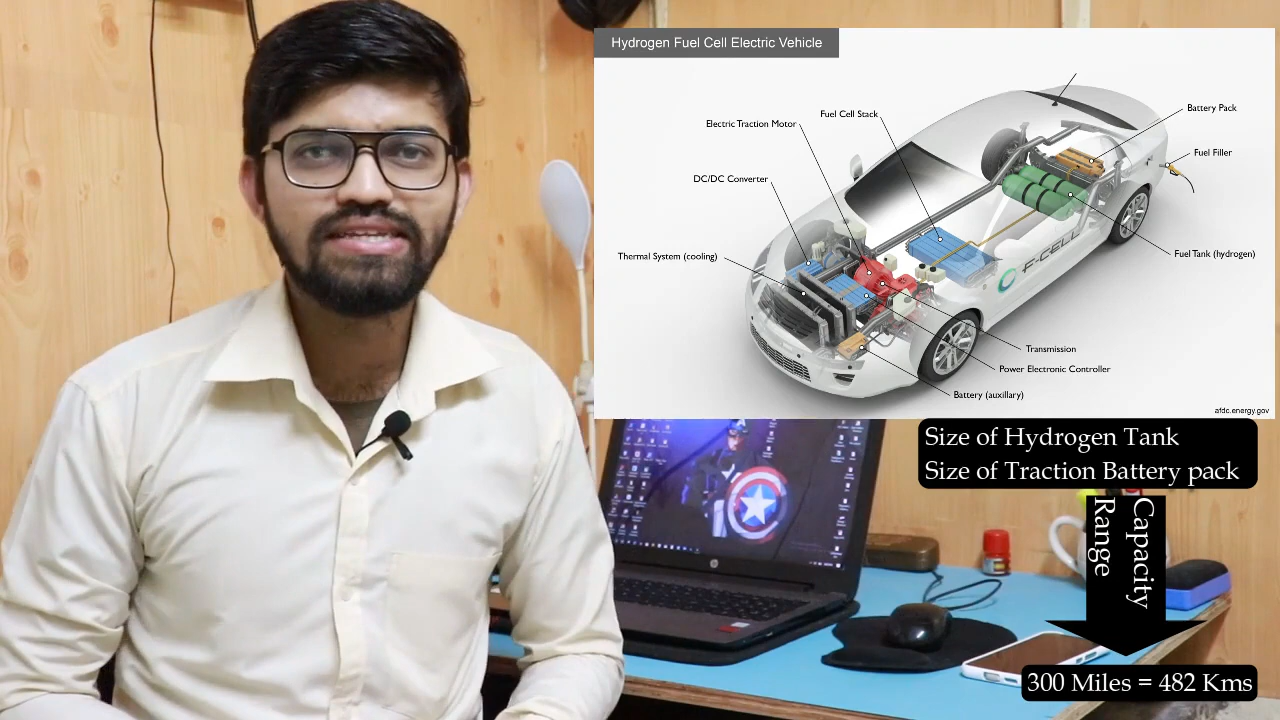 Hydrogen Fuel Cell Electric Vehicle
Battery Pack
Fuel Cell Stack
Electric Traction Motor
Fuel Filler
DC/DC Converter
Fuel Tank (hydrogen)
Thermal System (cooling)
F-CELL
Transmission
Power Electronic Controller
Battery (auxillary)
afdc.energy.gov
Size of Hydrogen Tank
Size of Traction Battery pack
Capacity
Range
hp
300 Miles = 482 Kms